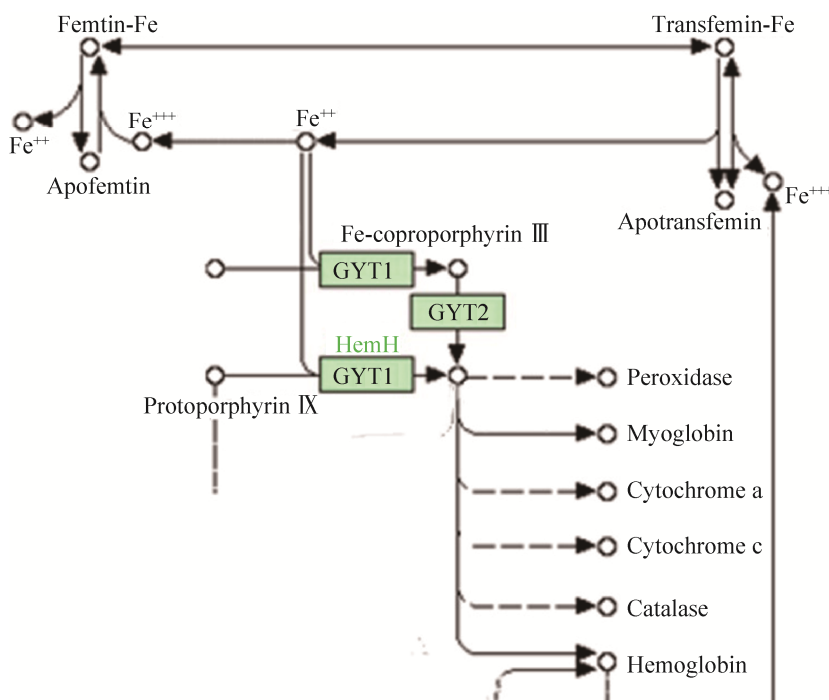 Femtin-Fe
Transfemin-Fe
Fe+++
Fe++
Fe++
Apofemtin
Fe+++
Apotransfemin
Fe-coproporphyrin Ⅲ
GYT1
GYT2
HemH
GYT1
Peroxidase
Protoporphyrin Ⅸ
Myoglobin
Cytochrome a
Cytochrome c
Catalase
Hemoglobin